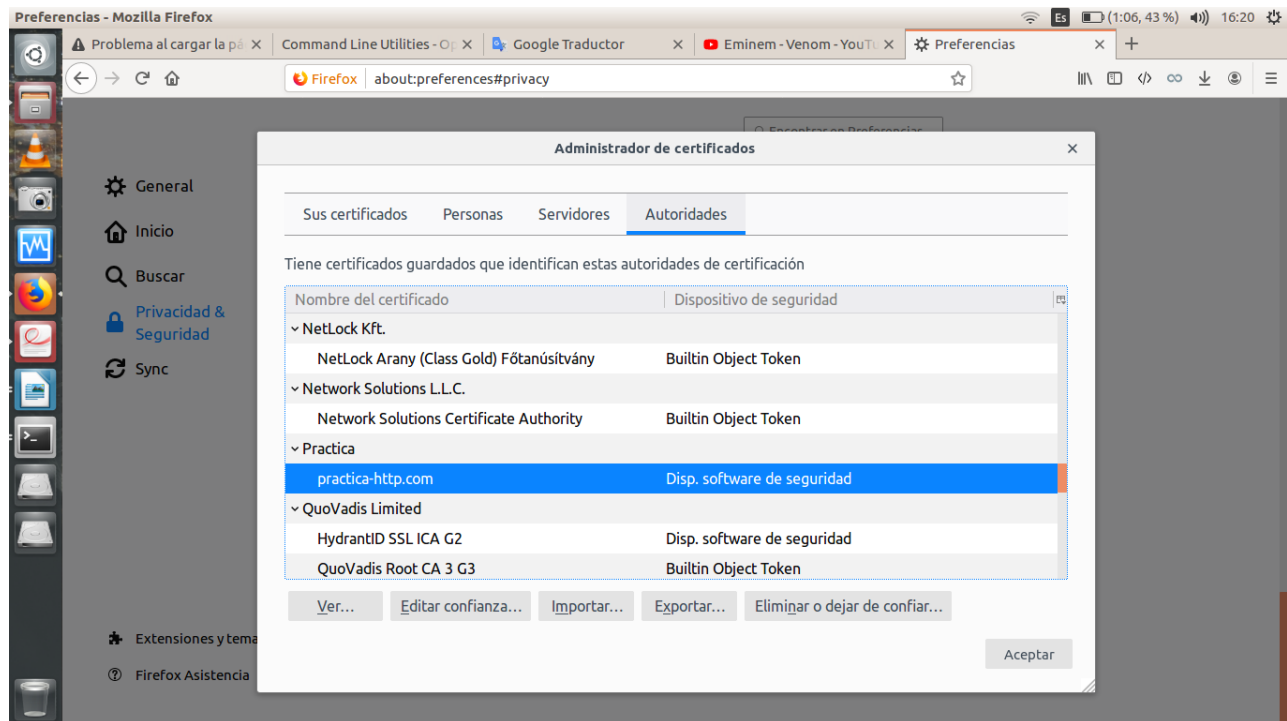 Preferencias - Mozilla Firefox
Es (1:06, 43 %) 16:20
Problema al cargar la pá
Command Line Utilities - Op
Google Traductor
Eminem - Venom - YouTu
Preferencias
Firefox about:preferences#privacy
Encontrar en Preferencias
General
Inicio
Buscar
Privacidad &
Seguridad
Sync
Extensiones y tema
Firefox Asistencia
Administrador de certificados
Sus certificados Personas Servidores Autoridades
Tiene certificados guardados que identifican estas autoridades de certificación
Nombre del certificado Dispositivo de seguridad
NetLock Kft.
NetLock Arany (Class Gold) Főtanúsítvány Builtin Object Token
Network Solutions L.L.C.
Network Solutions Certificate Authority Builtin Object Token
Practica
practica-http.com Disp. software de seguridad
QuoVadis Limited
HydrantID SSL ICA G2 Disp. software de seguridad
QuoVadis Root CA 3 G3 Builtin Object Token
Ver... Editar confianza... Importar... Exportar... Eliminar o dejar de confiar...
Aceptar